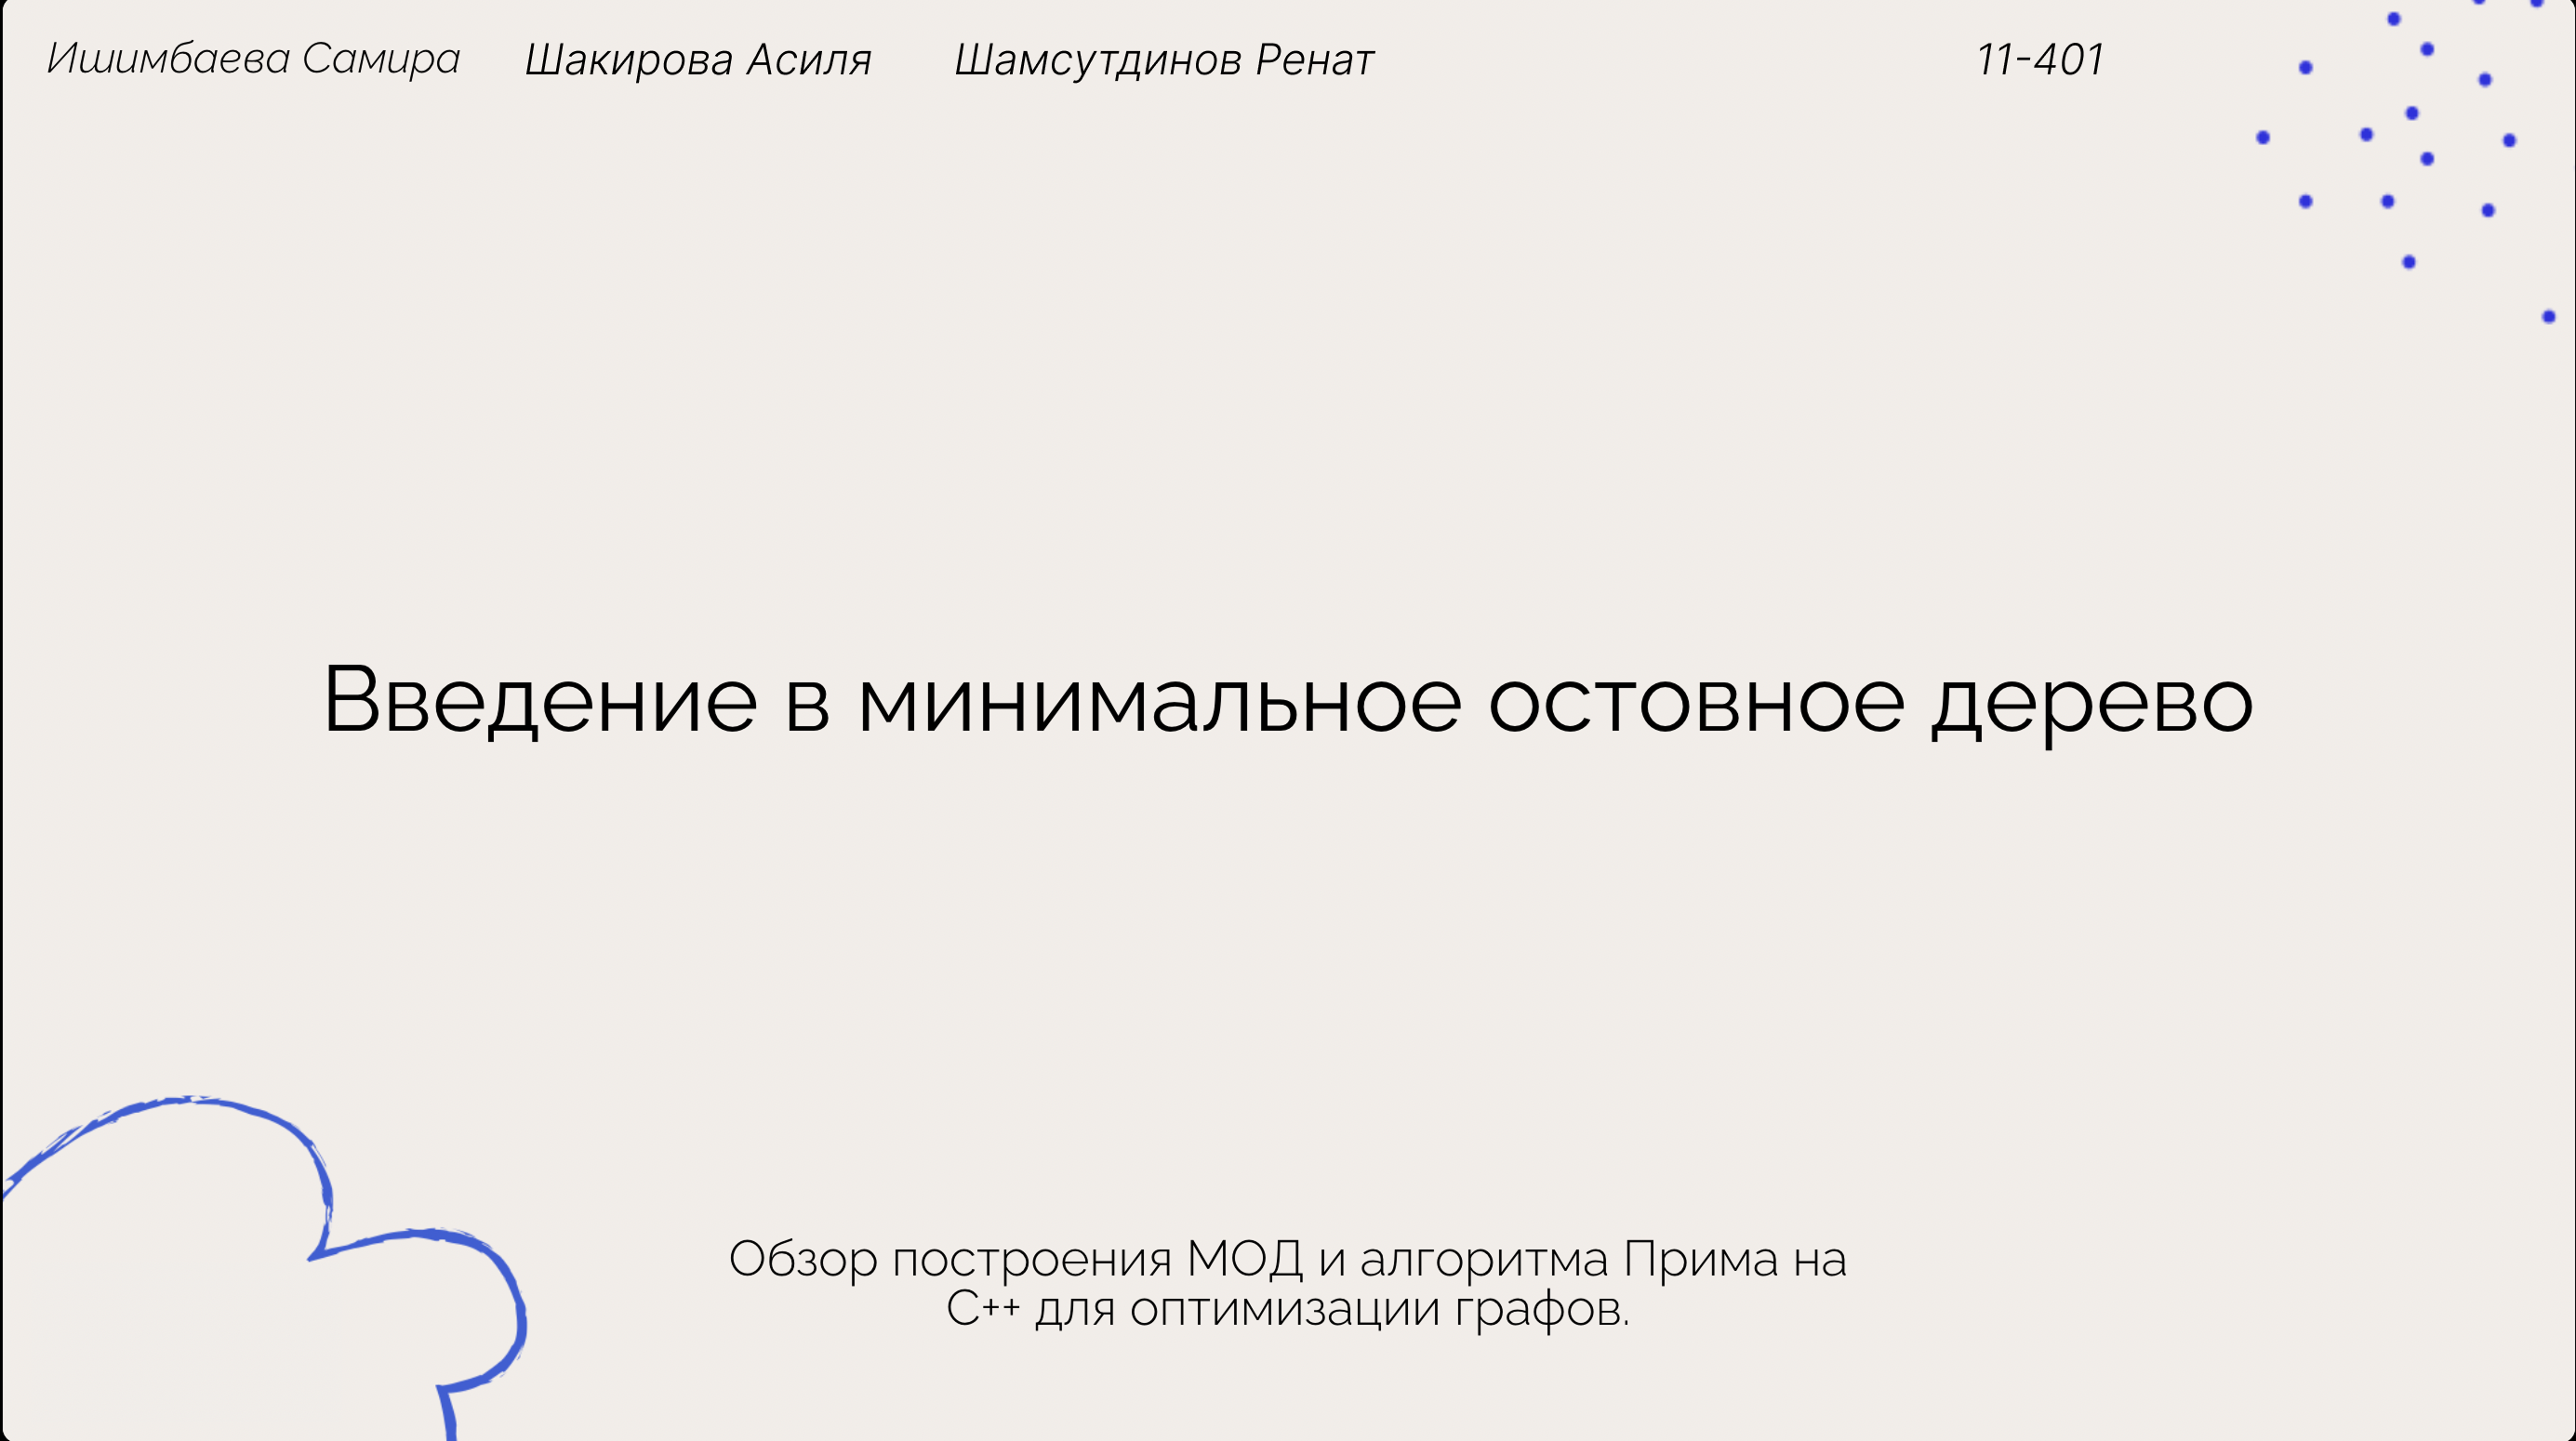 Ишимбаева Самира Шакирова Асиля Шамсутдинов Ренат 11-401
Введение в минимальное остовное дерево
Обзор построения МОД и алгоритма Прима на
C++ для оптимизации графов.